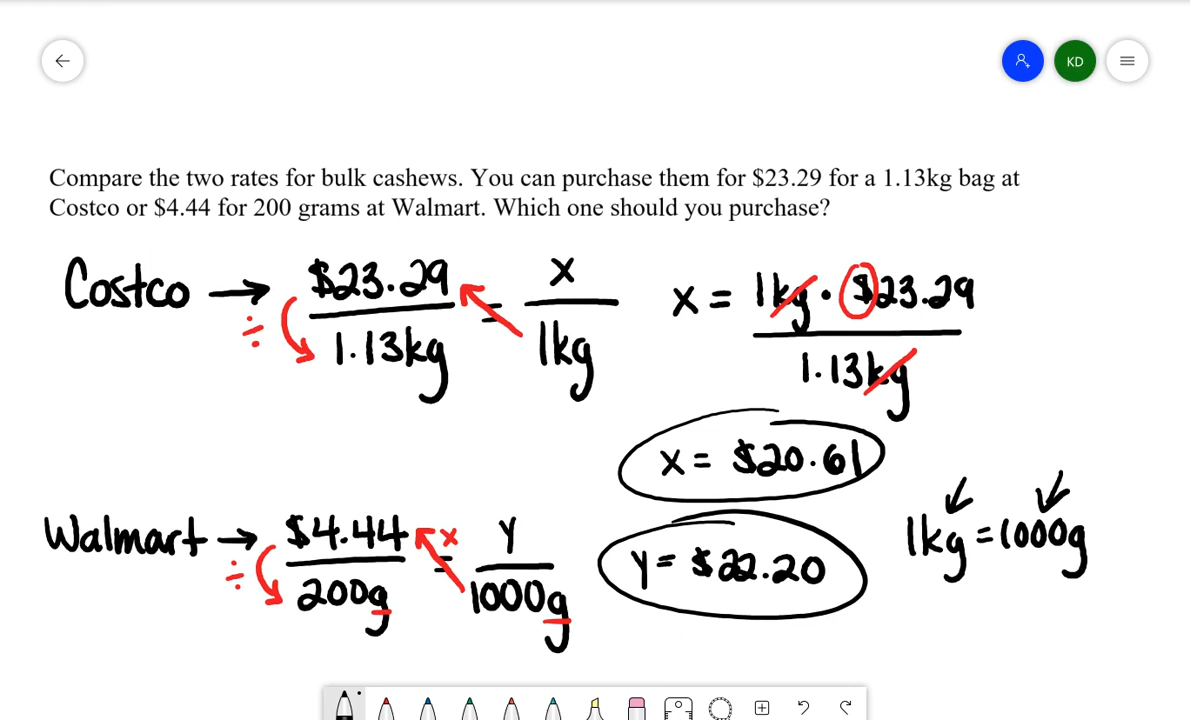 KD
Compare the two rates for bulk cashews. You can purchase them for $23.29 for a 1.13kg bag at
Costco or $4.44 for 200 grams at Walmart. Which one should you purchase?
Costco → $23.29 / 1.13kg = x / 1kg
÷
x = 1kg · $23.29 / 1.13kg
x = $20.61
Walmart → $4.44 / 200g = y / 1000g
÷ x
y = $22.20
1kg = 1000g